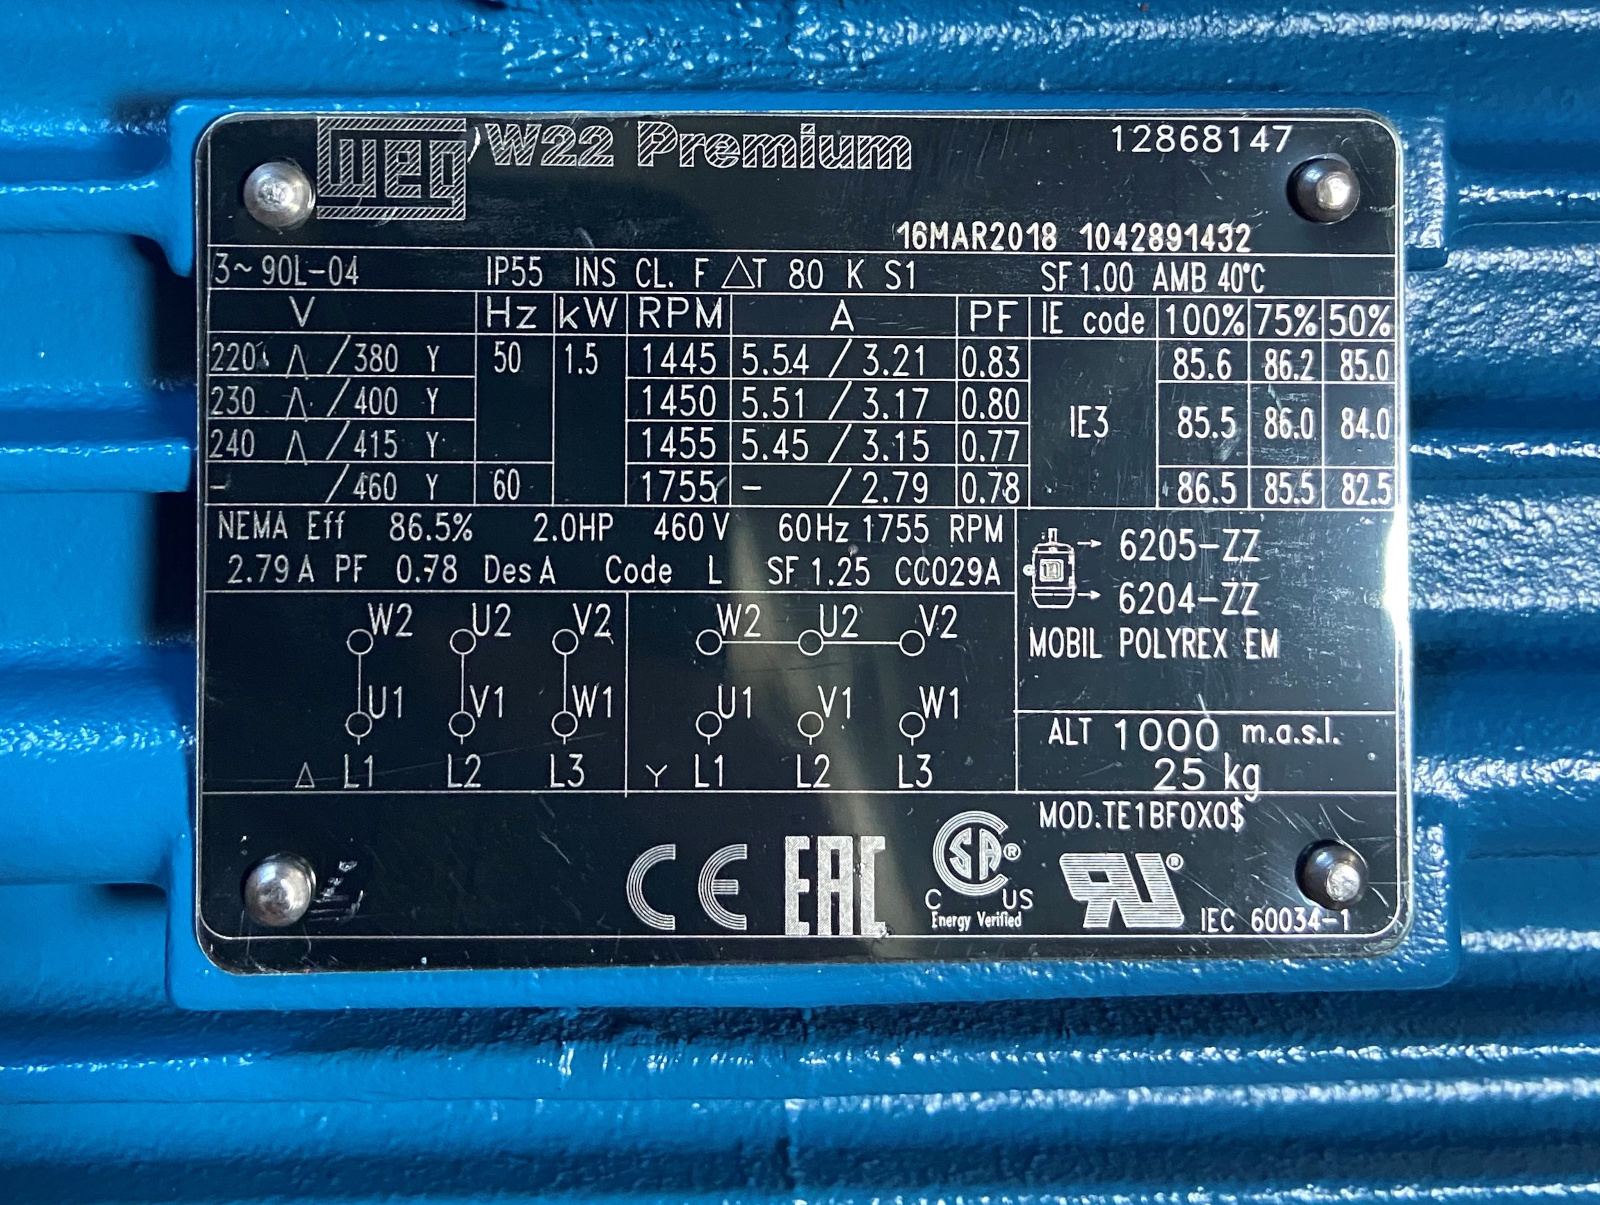 WEG W22 Premium 12868147
16MAR2018 1042891432
3~ 90L-04 IP55 INS CL. F △T 80 K S1 SF 1.00 AMB 40°C
V Hz kW RPM A PF IE code 100% 75% 50%
220 △ / 380 Y 50 1.5 1445 5.54 / 3.21 0.83 85.6 86.2 85.0
230 △ / 400 Y 1450 5.51 / 3.17 0.80 IE3 85.5 86.0 84.0
240 △ / 415 Y 1455 5.45 / 3.15 0.77
- / 460 Y 60 1755 - / 2.79 0.78 86.5 85.5 82.5
NEMA Eff 86.5% 2.0HP 460 V 60Hz 1755 RPM
2.79 A PF 0.78 Des A Code L SF 1.25 CC029A
6205-ZZ
6204-ZZ
MOBIL POLYREX EM
W2 U2 V2 W2 U2 V2
U1 V1 W1 U1 V1 W1
△ L1 L2 L3 Y L1 L2 L3
ALT 1000 m.a.s.l.
25 kg
MOD.TE1BF0X0$
CE EAC CSA® C US Energy Verified RU®
IEC 60034-1